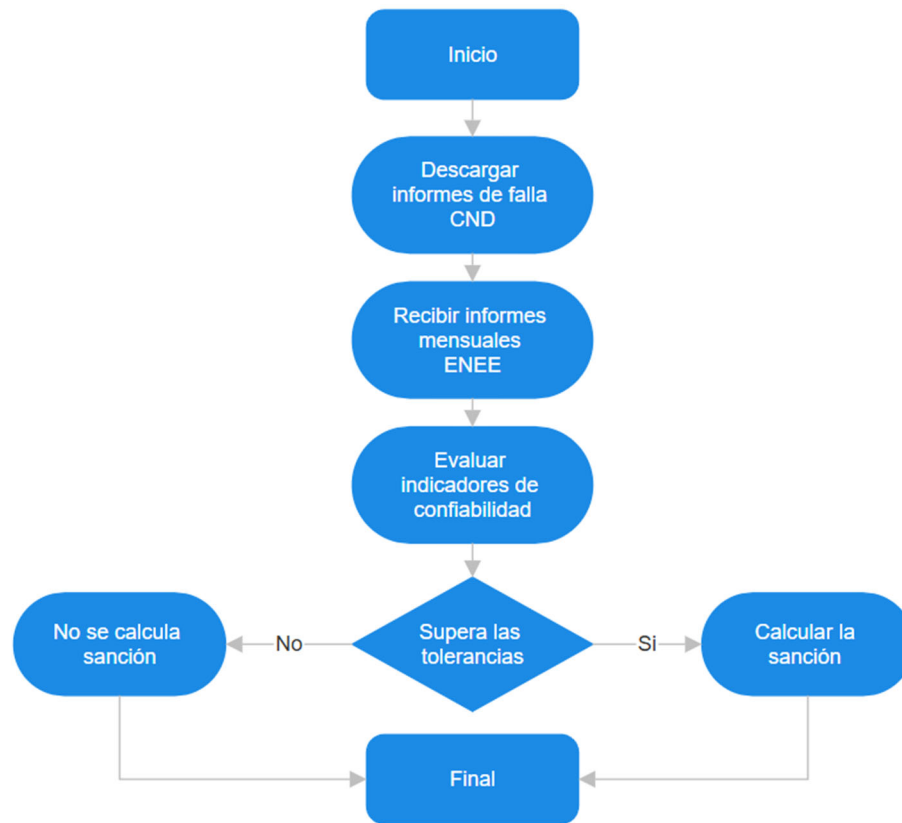 Inicio
Descargar
informes de falla
CND
Recibir informes
mensuales
ENEE
Evaluar
indicadores de
confiabilidad
No se calcula
sanción
No
Supera las
tolerancias
Si
Calcular la
sanción
Final